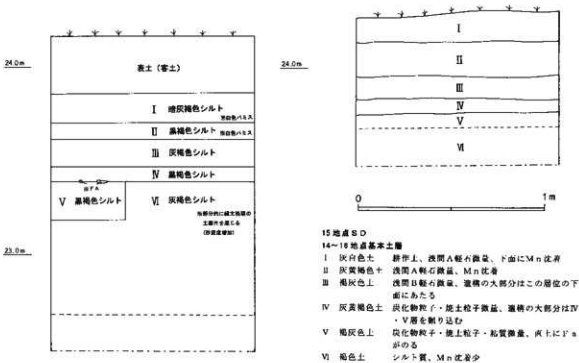 24.0m
表土(客土)
I 暗灰褐色シルト
II 黒褐色シルト
III 灰褐色シルト
IV 黒褐色シルト
V 黒褐色シルト
VI 灰褐色シルト
23.0m
24.0m
I
II
III
IV
V
VI
0 1m
15地点SD
14~16地点基本土層
I 灰白色土 耕作土、浅間A軽石微量、下面にMn沈着
II 灰黄褐色土 浅間A軽石微量、Mn沈着
III 褐灰色土 浅間B軽石微量、遺構の大部分はこの層位の下
面にあたる
IV 灰黄褐色土 炭化物粒子・焼土粒子微量、遺構の大部分はIV
・V層を掘り込む
V 褐灰色土 炭化物粒子・焼土粒子・粘質微量、直上にFa
がのる
VI 褐色土 シルト質、Mn沈着少